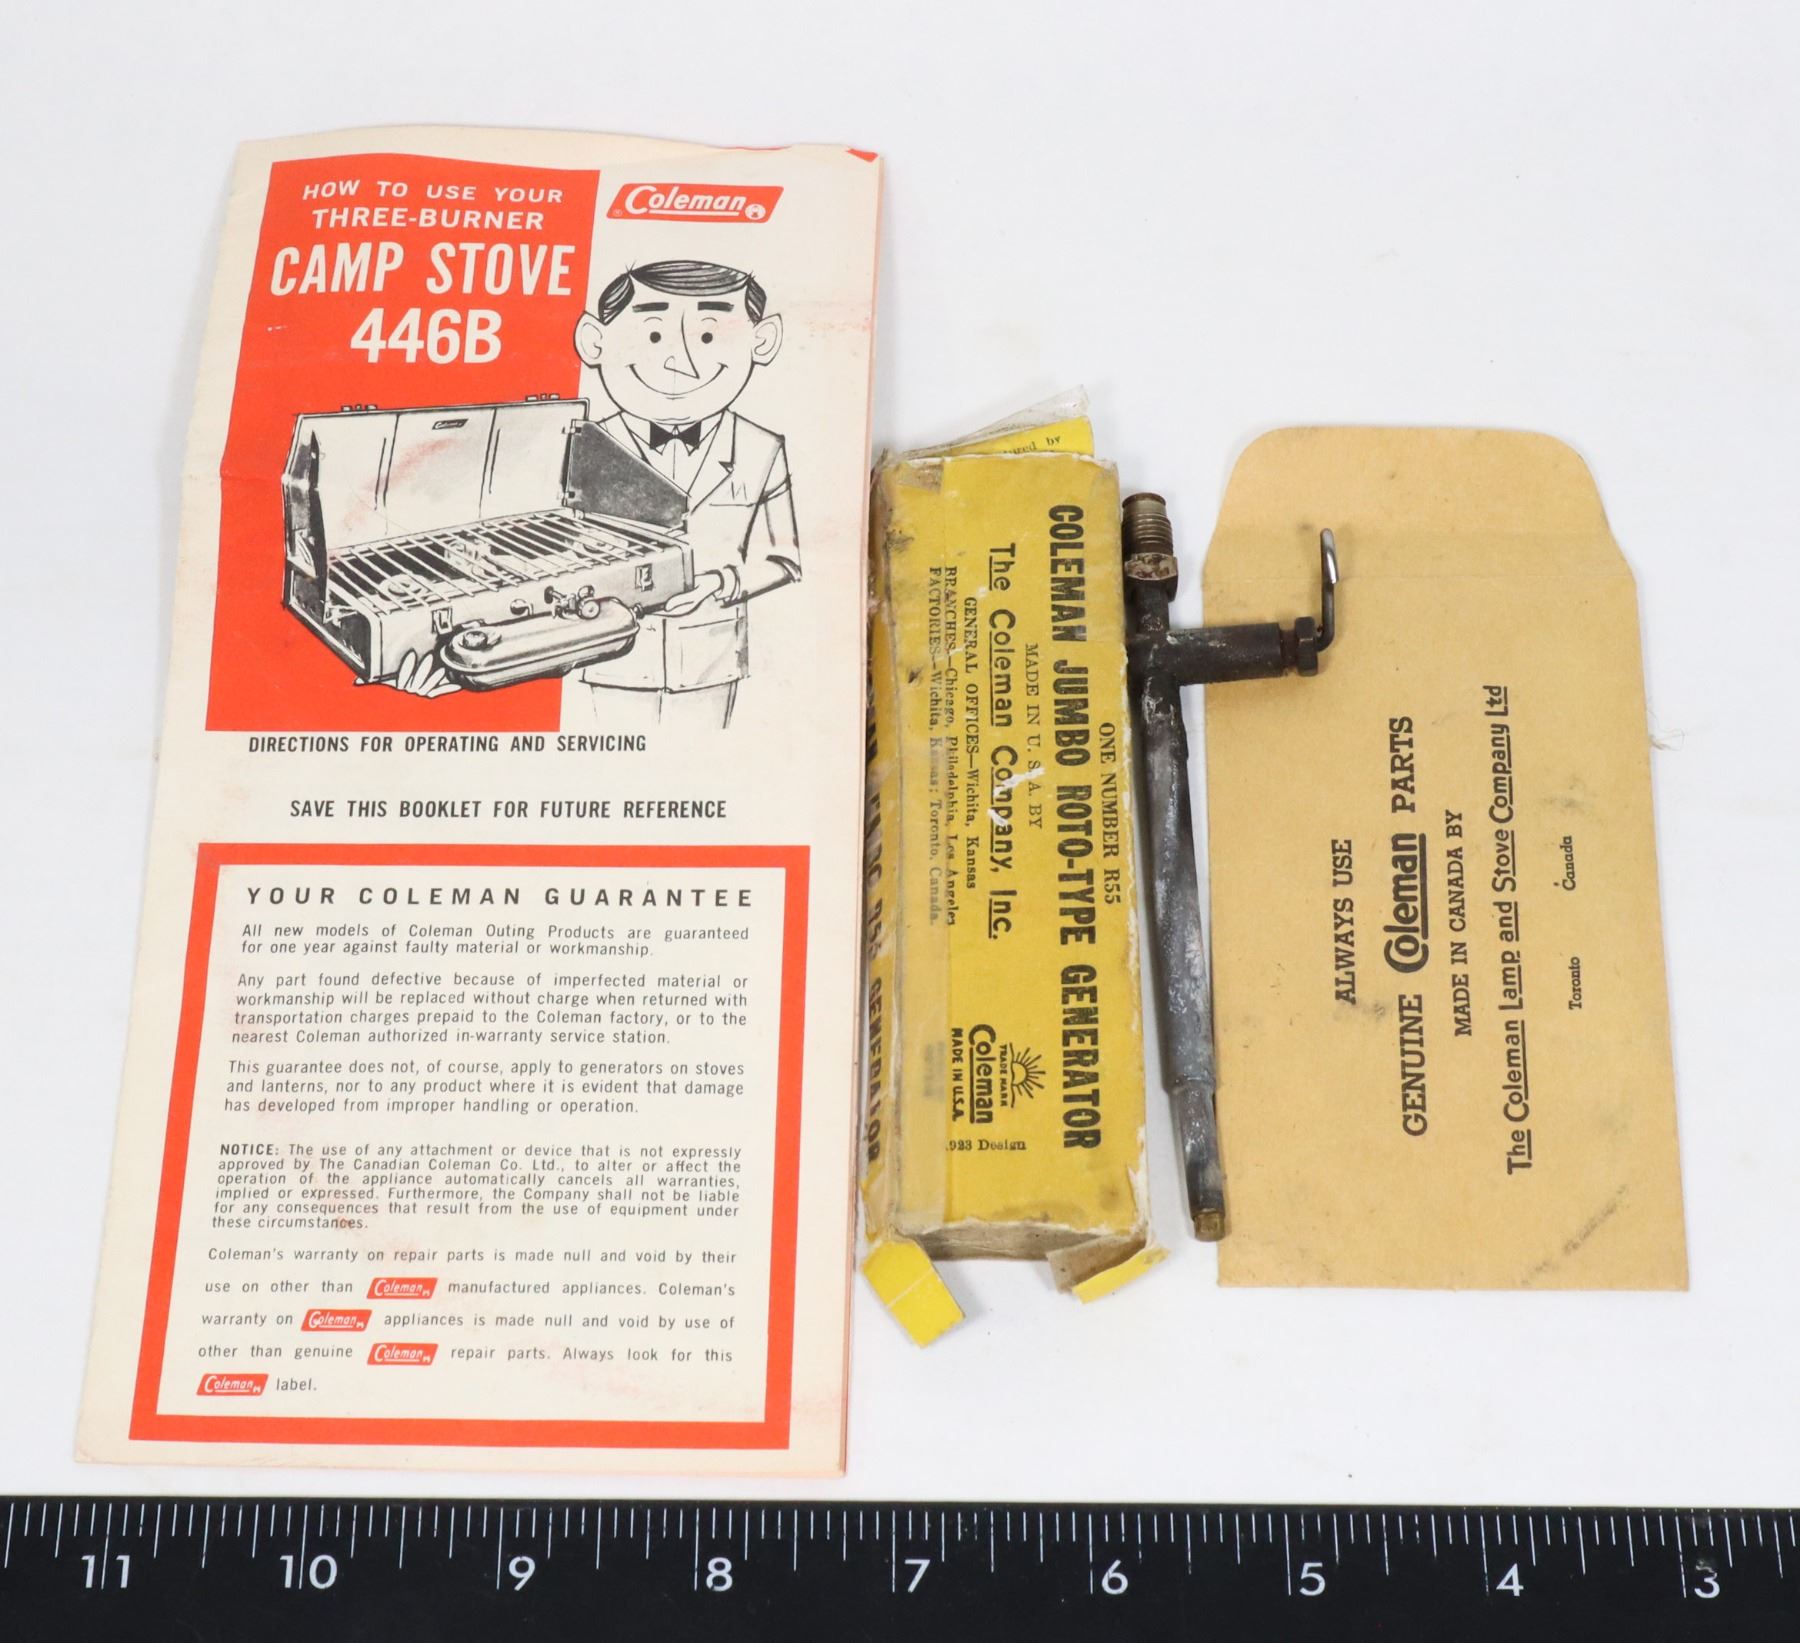 HOW TO USE YOUR
THREE-BURNER
CAMP STOVE
446B
Coleman
Coleman
DIRECTIONS FOR OPERATING AND SERVICING
SAVE THIS BOOKLET FOR FUTURE REFERENCE
YOUR COLEMAN GUARANTEE
All new models of Coleman Outing Products are guaranteed
for one year against faulty material or workmanship.
Any part found defective because of imperfected material or
workmanship will be replaced without charge when returned with
transportation charges prepaid to the Coleman factory, or to the
nearest Coleman authorized in-warranty service station.
This guarantee does not, of course, apply to generators on stoves
and lanterns, nor to any product where it is evident that damage
has developed from improper handling or operation.
NOTICE: The use of any attachment or device that is not expressly
approved by The Canadian Coleman Co. Ltd., to alter or affect the
operation of the appliance automatically cancels all warranties,
implied or expressed. Furthermore, the Company shall not be liable
for any consequences that result from the use of equipment under
these circumstances.
Coleman's warranty on repair parts is made null and void by their
use on other than Coleman manufactured appliances. Coleman's
warranty on Coleman appliances is made null and void by use of
other than genuine Coleman repair parts. Always look for this
Coleman label.
by
ONE NUMBER R55
COLEMAN JUMBO ROTO-TYPE GENERATOR
MADE IN U. S. A. BY
The Coleman Company, Inc.
GENERAL OFFICES—Wichita, Kansas
BRANCHES—Chicago, Philadelphia, Los Angeles
FACTORIES—Wichita, Kansas; Toronto, Canada.
TRADE MARK
Coleman
MADE IN U.S.A.
923 Design
GENERATOR
ALWAYS USE
GENUINE Coleman PARTS
MADE IN CANADA BY
The Coleman Lamp and Stove Company Ltd
Toronto Canada
11 10 9 8 7 6 5 4 3